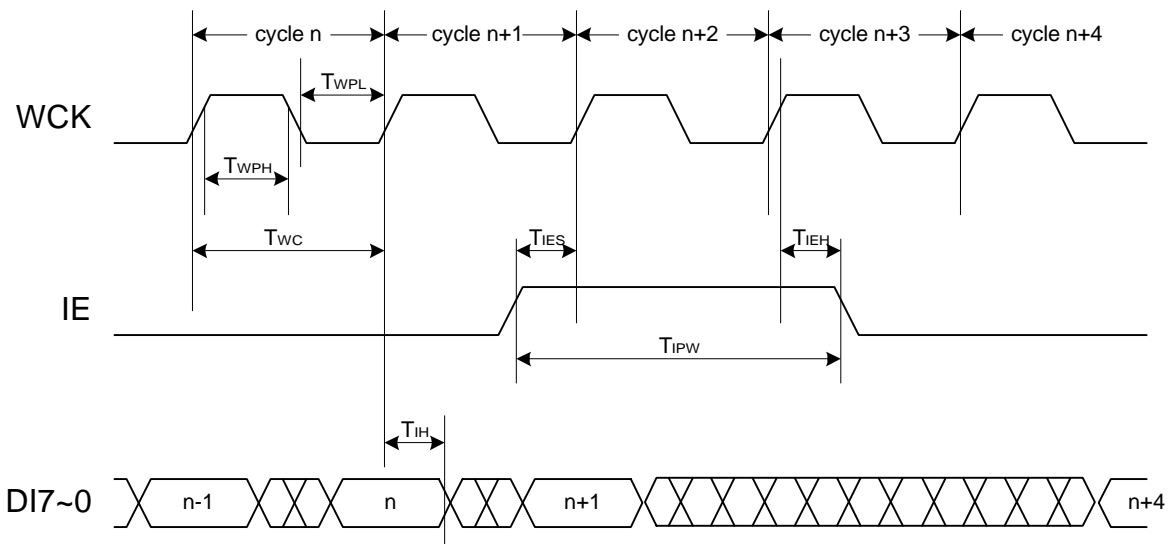 cycle n cycle n+1 cycle n+2 cycle n+3 cycle n+4
TWPL
WCK
TWPH
TWC TIES TIEH
IE
TIPW
TIH
DI7~0 n-1 n n+1 n+4